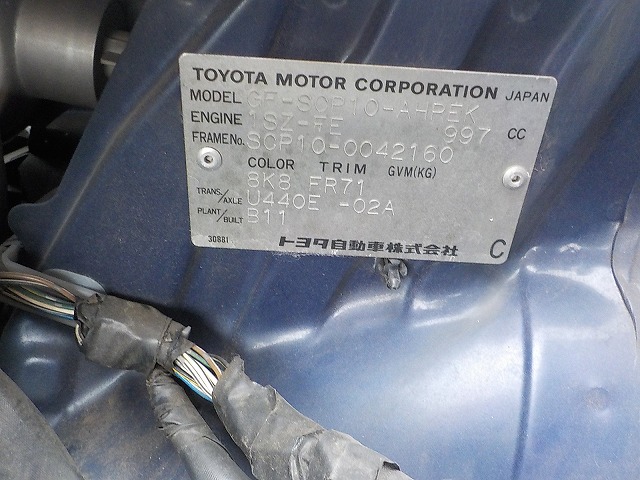 TOYOTA MOTOR CORPORATION JAPAN
MODEL GF-SCP10-AHPEK
ENGINE 1SZ-FE 997 CC
FRAME No. SCP10-0042160
COLOR TRIM GVM(KG)
8K8 FR71
TRANS/AXLE U440E -02A
PLANT/BUILT B11
30881 トヨタ自動車株式会社 C